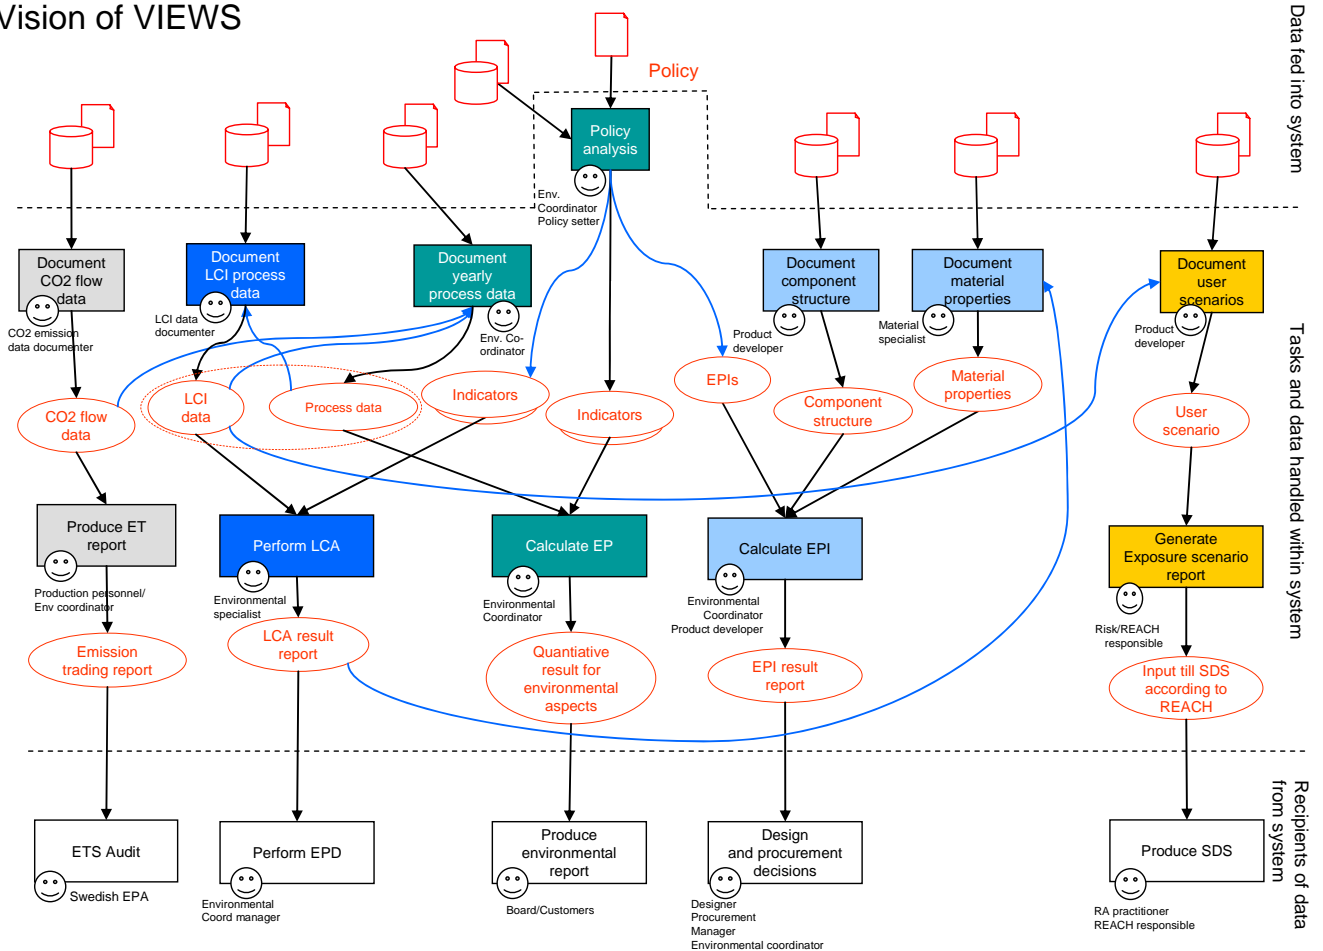 Vision of VIEWS
Data fed into system
Policy
Policy
analysis
Env.
Coordinator
Policy setter
Document
CO2 flow
data
CO2 emission
data documenter
Document
LCI process
data
LCI data
documenter
Document
yearly
process data
Env. Co-
ordinator
Document
component
structure
Product
developer
Document
material
properties
Material
specialist
Document
user
scenarios
Product
developer
Tasks and data handled within system
CO2 flow
data
LCI
data
Process data
Indicators
Indicators
EPIs
Component
structure
Material
properties
User
scenario
Produce ET
report
Production personnel/
Env coordinator
Perform LCA
Environmental
specialist
Calculate EP
Environmental
Coordinator
Calculate EPI
Environmental
Coordinator
Product developer
Generate
Exposure scenario
report
Risk/REACH
responsible
Emission
trading report
LCA result
report
Quantiative
result for
environmental
aspects
EPI result
report
Input till SDS
according to
REACH
Recipients of data
from system
ETS Audit
Swedish EPA
Perform EPD
Environmental
Coord manager
Produce
environmental
report
Board/Customers
Design
and procurement
decisions
Designer
Procurement
Manager
Environmental coordinator
Produce SDS
RA practitioner
REACH responsible